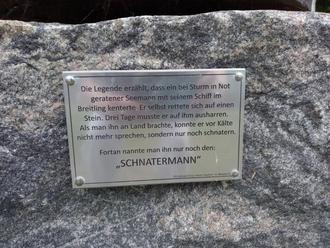 Die Legende erzählt, dass ein bei Sturm in Not
geratener Seemann mit seinem Schiff im
Breitling kenterte. Er selbst rettete sich auf einen
Stein. Drei Tage musste er auf ihm ausharren.
Als man ihn an Land brachte, konnte er vor Kälte
nicht mehr sprechen, sondern nur noch schnattern.
Fortan nannte man ihn nur noch den:
„SCHNATERMANN“